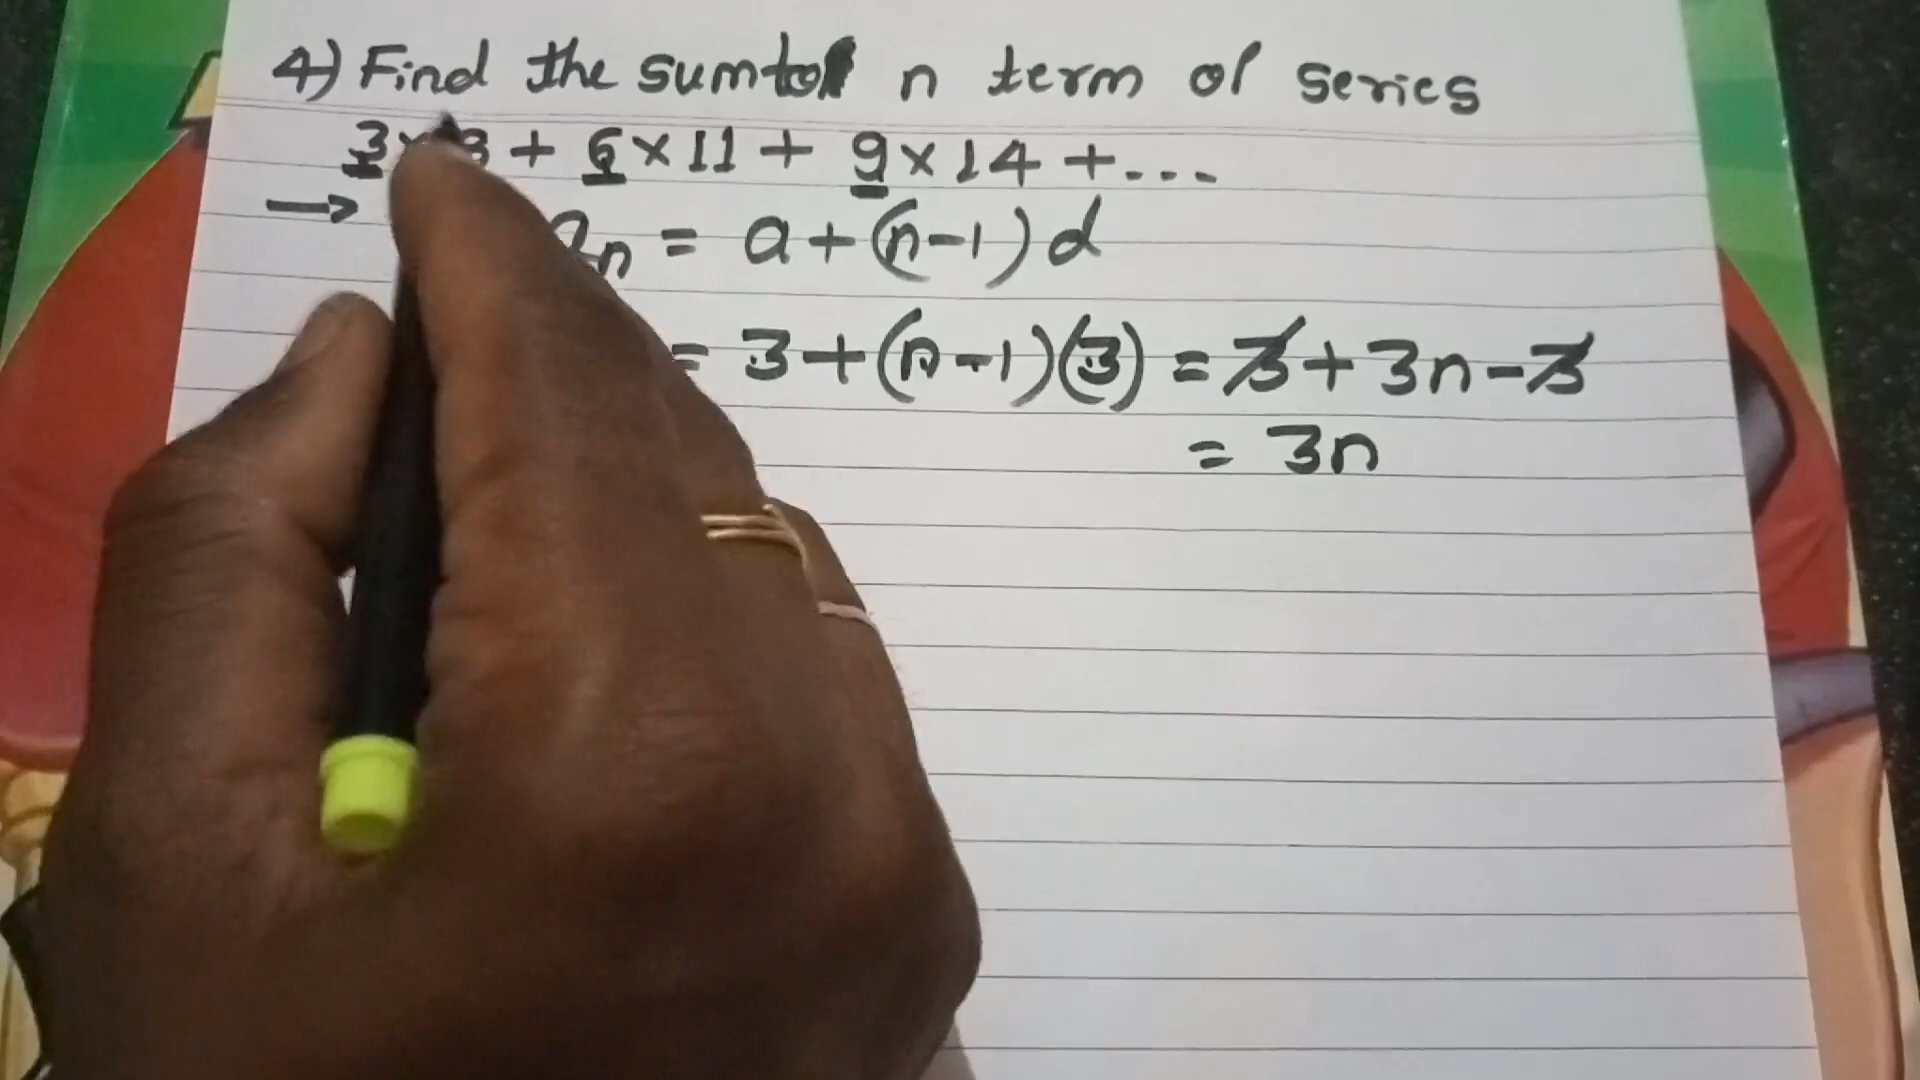 4) Find the sum to n term of series
3 × 8 + 6 × 11 + 9 × 14 + ...
→ an = a + (n-1) d
= 3 + (n-1)(3) = 3 + 3n - 3
= 3n